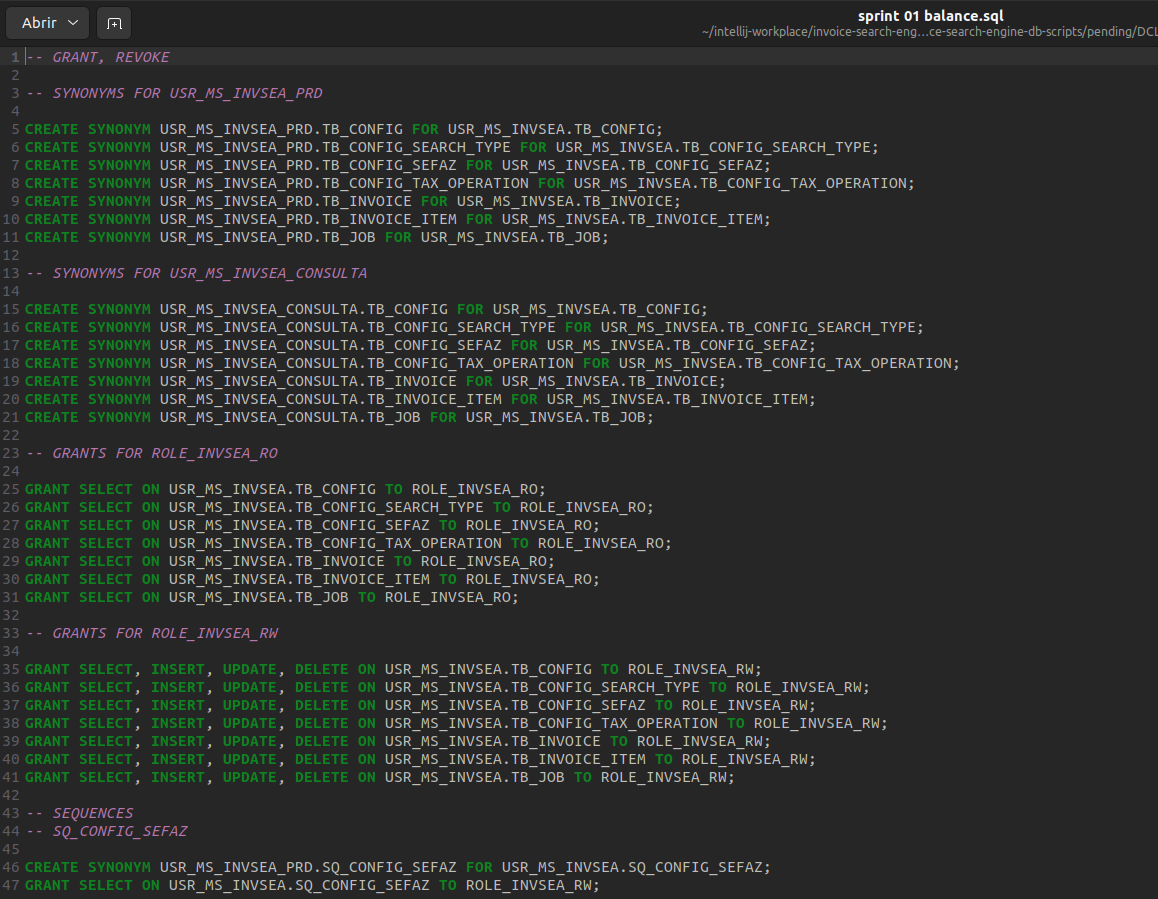 Abrir
sprint 01 balance.sql
~/intellij-workplace/invoice-search-eng...ce-search-engine-db-scripts/pending/DCL
1 -- GRANT, REVOKE
2
3 -- SYNONYMS FOR USR_MS_INVSEA_PRD
4
5 CREATE SYNONYM USR_MS_INVSEA_PRD.TB_CONFIG FOR USR_MS_INVSEA.TB_CONFIG;
6 CREATE SYNONYM USR_MS_INVSEA_PRD.TB_CONFIG_SEARCH_TYPE FOR USR_MS_INVSEA.TB_CONFIG_SEARCH_TYPE;
7 CREATE SYNONYM USR_MS_INVSEA_PRD.TB_CONFIG_SEFAZ FOR USR_MS_INVSEA.TB_CONFIG_SEFAZ;
8 CREATE SYNONYM USR_MS_INVSEA_PRD.TB_CONFIG_TAX_OPERATION FOR USR_MS_INVSEA.TB_CONFIG_TAX_OPERATION;
9 CREATE SYNONYM USR_MS_INVSEA_PRD.TB_INVOICE FOR USR_MS_INVSEA.TB_INVOICE;
10 CREATE SYNONYM USR_MS_INVSEA_PRD.TB_INVOICE_ITEM FOR USR_MS_INVSEA.TB_INVOICE_ITEM;
11 CREATE SYNONYM USR_MS_INVSEA_PRD.TB_JOB FOR USR_MS_INVSEA.TB_JOB;
12
13 -- SYNONYMS FOR USR_MS_INVSEA_CONSULTA
14
15 CREATE SYNONYM USR_MS_INVSEA_CONSULTA.TB_CONFIG FOR USR_MS_INVSEA.TB_CONFIG;
16 CREATE SYNONYM USR_MS_INVSEA_CONSULTA.TB_CONFIG_SEARCH_TYPE FOR USR_MS_INVSEA.TB_CONFIG_SEARCH_TYPE;
17 CREATE SYNONYM USR_MS_INVSEA_CONSULTA.TB_CONFIG_SEFAZ FOR USR_MS_INVSEA.TB_CONFIG_SEFAZ;
18 CREATE SYNONYM USR_MS_INVSEA_CONSULTA.TB_CONFIG_TAX_OPERATION FOR USR_MS_INVSEA.TB_CONFIG_TAX_OPERATION;
19 CREATE SYNONYM USR_MS_INVSEA_CONSULTA.TB_INVOICE FOR USR_MS_INVSEA.TB_INVOICE;
20 CREATE SYNONYM USR_MS_INVSEA_CONSULTA.TB_INVOICE_ITEM FOR USR_MS_INVSEA.TB_INVOICE_ITEM;
21 CREATE SYNONYM USR_MS_INVSEA_CONSULTA.TB_JOB FOR USR_MS_INVSEA.TB_JOB;
22
23 -- GRANTS FOR ROLE_INVSEA_RO
24
25 GRANT SELECT ON USR_MS_INVSEA.TB_CONFIG TO ROLE_INVSEA_RO;
26 GRANT SELECT ON USR_MS_INVSEA.TB_CONFIG_SEARCH_TYPE TO ROLE_INVSEA_RO;
27 GRANT SELECT ON USR_MS_INVSEA.TB_CONFIG_SEFAZ TO ROLE_INVSEA_RO;
28 GRANT SELECT ON USR_MS_INVSEA.TB_CONFIG_TAX_OPERATION TO ROLE_INVSEA_RO;
29 GRANT SELECT ON USR_MS_INVSEA.TB_INVOICE TO ROLE_INVSEA_RO;
30 GRANT SELECT ON USR_MS_INVSEA.TB_INVOICE_ITEM TO ROLE_INVSEA_RO;
31 GRANT SELECT ON USR_MS_INVSEA.TB_JOB TO ROLE_INVSEA_RO;
32
33 -- GRANTS FOR ROLE_INVSEA_RW
34
35 GRANT SELECT, INSERT, UPDATE, DELETE ON USR_MS_INVSEA.TB_CONFIG TO ROLE_INVSEA_RW;
36 GRANT SELECT, INSERT, UPDATE, DELETE ON USR_MS_INVSEA.TB_CONFIG_SEARCH_TYPE TO ROLE_INVSEA_RW;
37 GRANT SELECT, INSERT, UPDATE, DELETE ON USR_MS_INVSEA.TB_CONFIG_SEFAZ TO ROLE_INVSEA_RW;
38 GRANT SELECT, INSERT, UPDATE, DELETE ON USR_MS_INVSEA.TB_CONFIG_TAX_OPERATION TO ROLE_INVSEA_RW;
39 GRANT SELECT, INSERT, UPDATE, DELETE ON USR_MS_INVSEA.TB_INVOICE TO ROLE_INVSEA_RW;
40 GRANT SELECT, INSERT, UPDATE, DELETE ON USR_MS_INVSEA.TB_INVOICE_ITEM TO ROLE_INVSEA_RW;
41 GRANT SELECT, INSERT, UPDATE, DELETE ON USR_MS_INVSEA.TB_JOB TO ROLE_INVSEA_RW;
42
43 -- SEQUENCES
44 -- SQ_CONFIG_SEFAZ
45
46 CREATE SYNONYM USR_MS_INVSEA_PRD.SQ_CONFIG_SEFAZ FOR USR_MS_INVSEA.SQ_CONFIG_SEFAZ;
47 GRANT SELECT ON USR_MS_INVSEA.SQ_CONFIG_SEFAZ TO ROLE_INVSEA_RW;